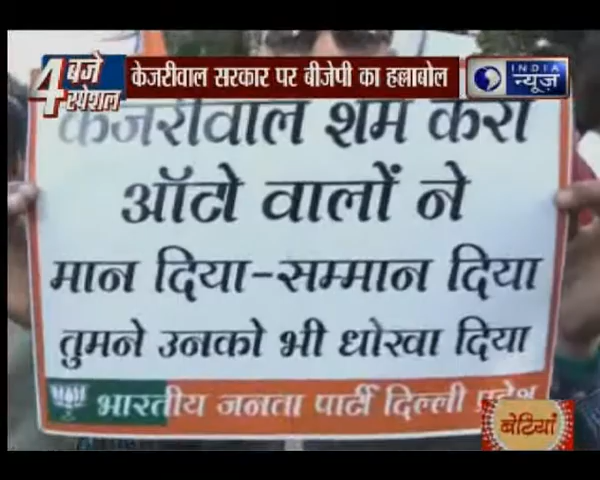 4 बजे स्पेशल
केजरीवाल सरकार पर बीजेपी का हल्लाबोल
INDIA
न्यूज़
केजरीवाल शर्म करो
ऑटो वालों ने
मान दिया-सम्मान दिया
तुमने उनको भी धोखा दिया
भारतीय जनता पार्टी दिल्ली प्रदेश
बेटियां